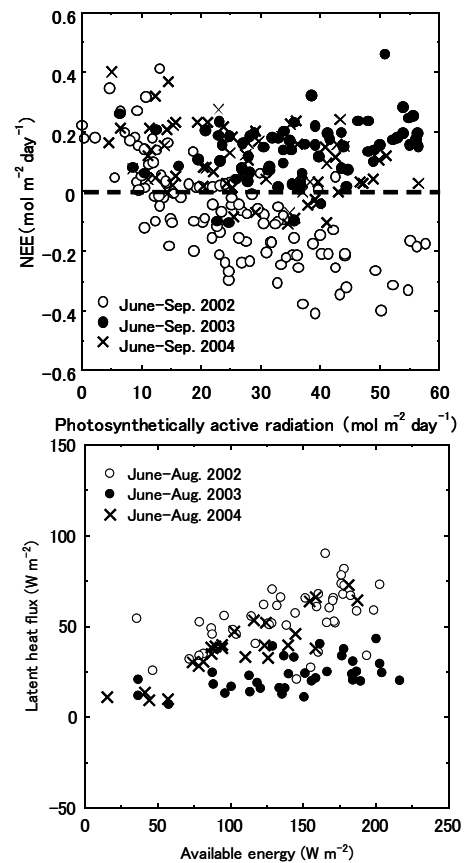 0.6
0.4
0.2
0
−0.2
−0.4
−0.6
NEE(mol m⁻² day⁻¹)
June−Sep. 2002
June−Sep. 2003
June−Sep. 2004
0 10 20 30 40 50 60
Photosynthetically active radiation (mol m⁻² day⁻¹)
150
100
50
0
−50
Latent heat flux (W m⁻²)
June−Aug. 2002
June−Aug. 2003
June−Aug. 2004
0 50 100 150 200 250
Available energy (W m⁻²)